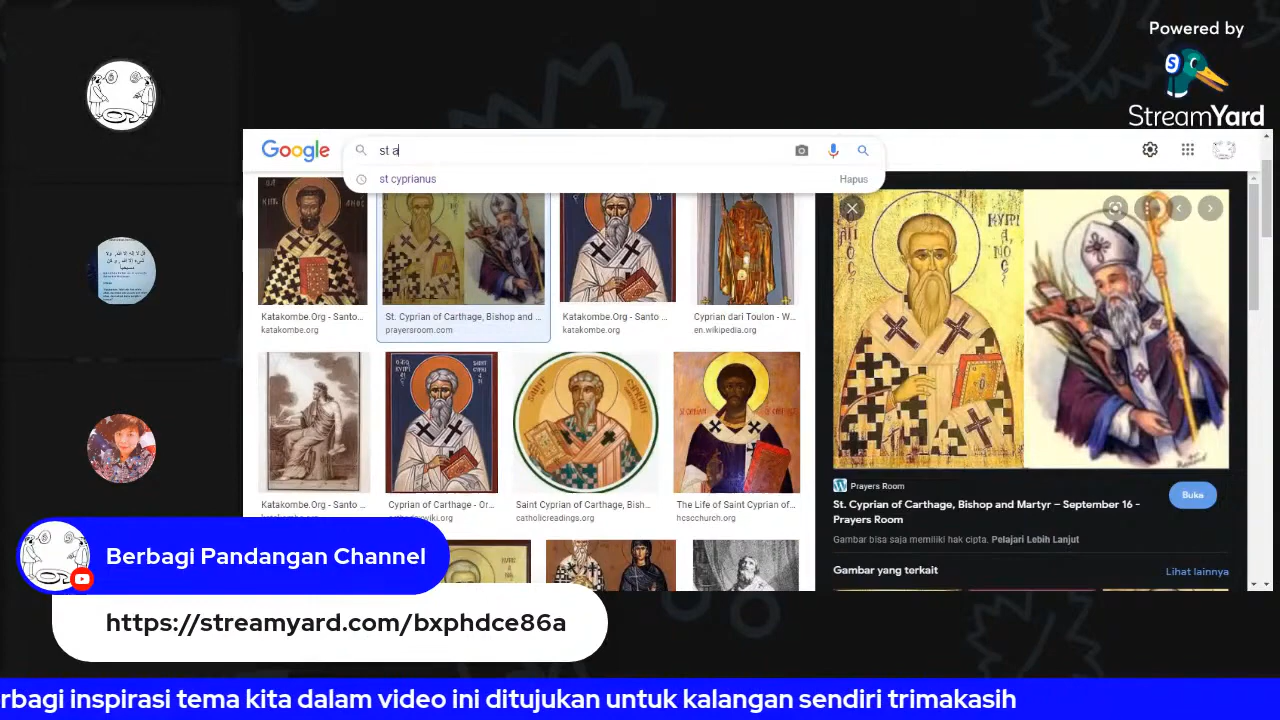 Powered by
StreamYard
Google
st a
st cyprianus
Hapus
Katakombe.Org - Santo...
katakombe.org
St. Cyprian of Carthage, Bishop and ...
prayersroom.com
Katakombe.Org - Santo ...
katakombe.org
Cyprian dari Toulon - W...
en.wikipedia.org
Katakombe.Org - Santo ...
Cyprian of Carthage - Or...
Saint Cyprian of Carthage, Bish...
catholicreadings.org
The Life of Saint Cyprian of...
hcscchurch.org
Prayers Room
St. Cyprian of Carthage, Bishop and Martyr – September 16 -
Prayers Room
Buka
Gambar bisa saja memiliki hak cipta. Pelajari Lebih Lanjut
Gambar yang terkait
Lihat lainnya
Berbagi Pandangan Channel
https://streamyard.com/bxphdce86a
rbagi inspirasi tema kita dalam video ini ditujukan untuk kalangan sendiri trimakasih